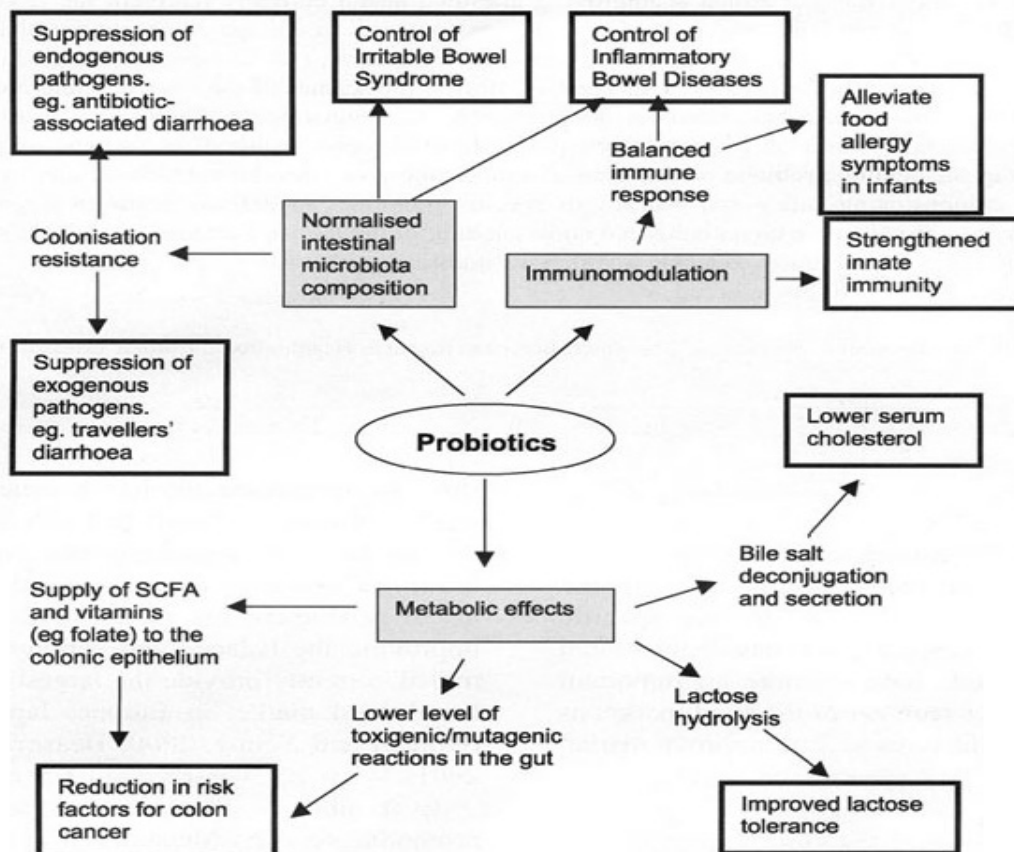 Suppression of
endogenous
pathogens.
eg. antibiotic-
associated diarrhoea
Control of
Irritable Bowel
Syndrome
Control of
Inflammatory
Bowel Diseases
Alleviate
food
allergy
symptoms
in infants
Balanced
immune
response
Colonisation
resistance
Normalised
intestinal
microbiota
composition
Immunomodulation
Strengthened
innate
immunity
Suppression of
exogenous
pathogens.
eg. travellers'
diarrhoea
Probiotics
Lower serum
cholesterol
Bile salt
deconjugation
and secretion
Supply of SCFA
and vitamins
(eg folate) to the
colonic epithelium
Metabolic effects
Lactose
hydrolysis
Lower level of
toxigenic/mutagenic
reactions in the gut
Reduction in risk
factors for colon
cancer
Improved lactose
tolerance